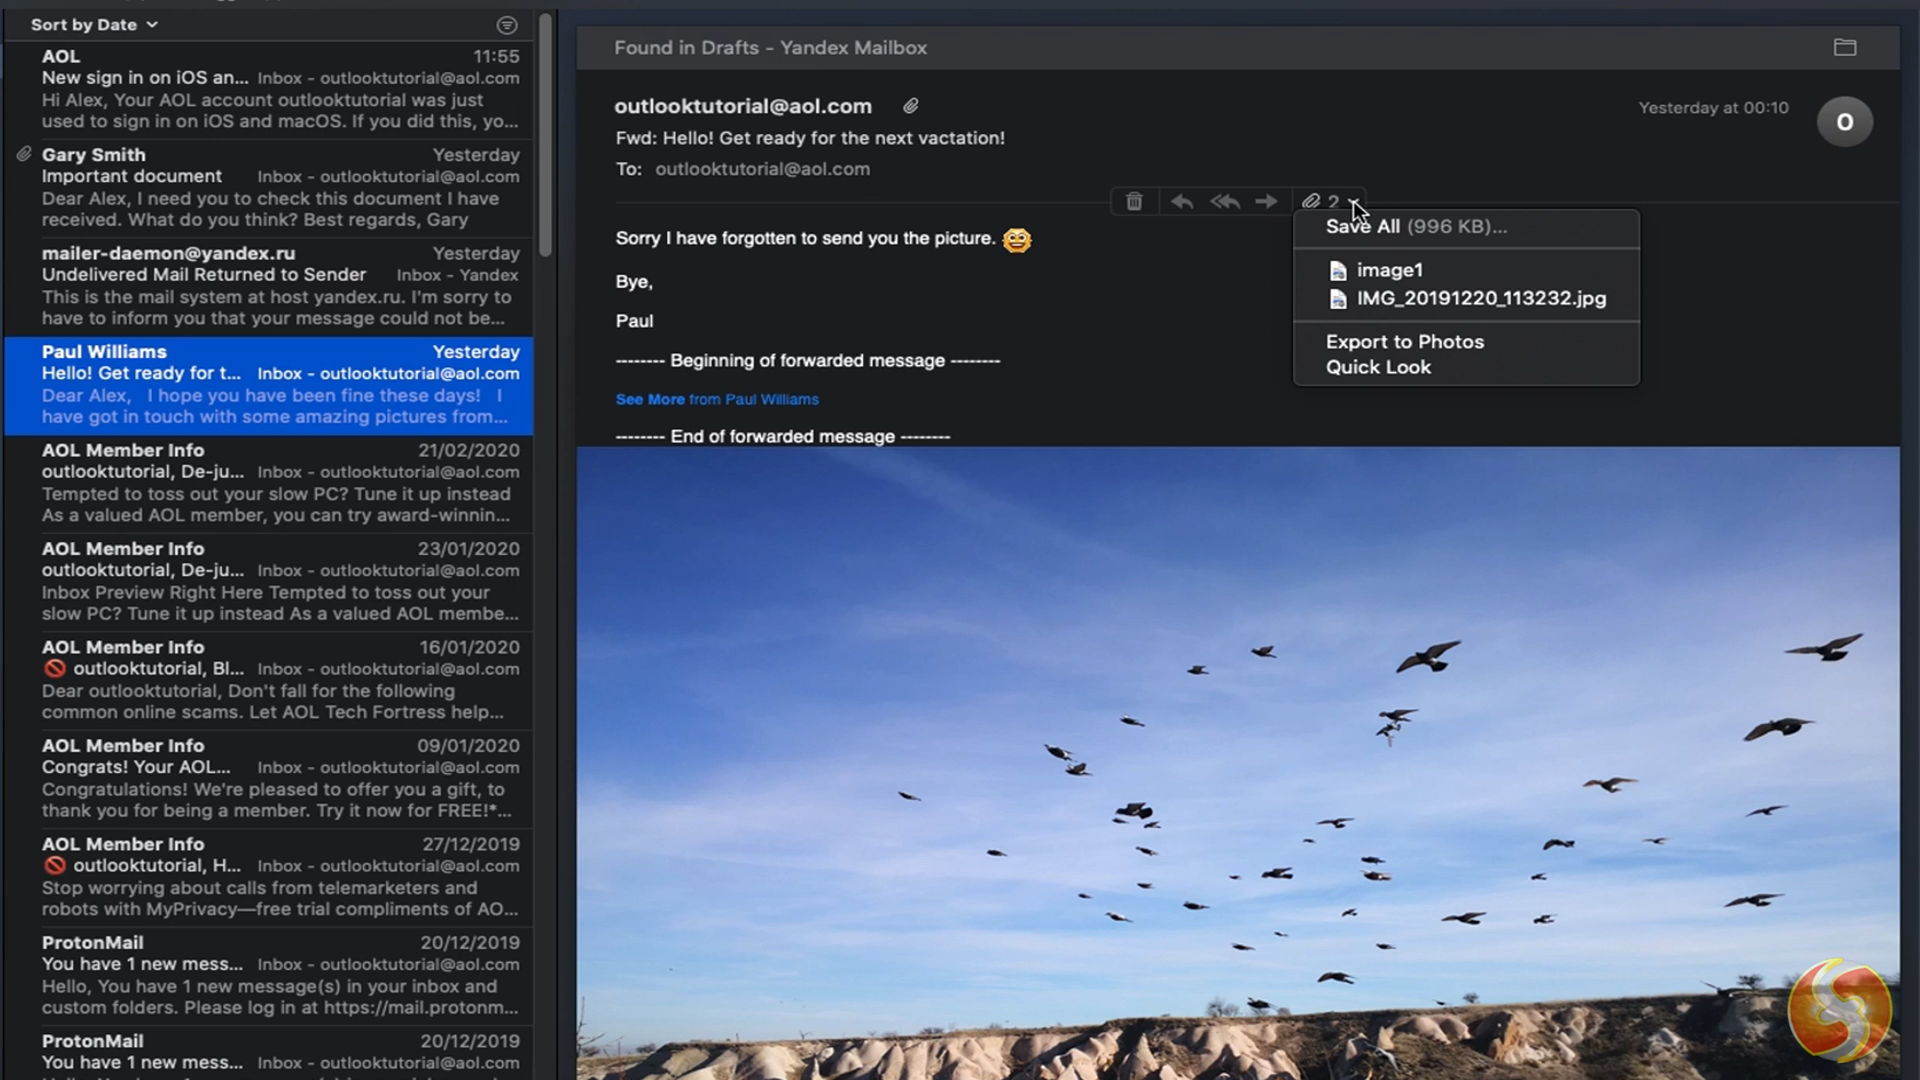 Sort by Date
AOL 11:55
New sign in on iOS an... Inbox - outlooktutorial@aol.com
Hi Alex, Your AOL account outlooktutorial was just
used to sign in on iOS and macOS. If you did this, yo...
Gary Smith Yesterday
Important document Inbox - outlooktutorial@aol.com
Dear Alex, I need you to check this document I have
received. What do you think? Best regards, Gary
mailer-daemon@yandex.ru Yesterday
Undelivered Mail Returned to Sender Inbox - Yandex
This is the mail system at host yandex.ru. I'm sorry to
have to inform you that your message could not be...
Paul Williams Yesterday
Hello! Get ready for t... Inbox - outlooktutorial@aol.com
Dear Alex, I hope you have been fine these days! I
have got in touch with some amazing pictures from...
AOL Member Info 21/02/2020
outlooktutorial, De-ju... Inbox - outlooktutorial@aol.com
Tempted to toss out your slow PC? Tune it up instead
As a valued AOL member, you can try award-winnin...
AOL Member Info 23/01/2020
outlooktutorial, De-ju... Inbox - outlooktutorial@aol.com
Inbox Preview Right Here Tempted to toss out your
slow PC? Tune it up instead As a valued AOL membe...
AOL Member Info 16/01/2020
🚫 outlooktutorial, Bl... Inbox - outlooktutorial@aol.com
Dear outlooktutorial, Don't fall for the following
common online scams. Let AOL Tech Fortress help...
AOL Member Info 09/01/2020
Congrats! Your AOL... Inbox - outlooktutorial@aol.com
Congratulations! We're pleased to offer you a gift, to
thank you for being a member. Try it now for FREE!*...
AOL Member Info 27/12/2019
🚫 outlooktutorial, H... Inbox - outlooktutorial@aol.com
Stop worrying about calls from telemarketers and
robots with MyPrivacy—free trial compliments of AO...
ProtonMail 20/12/2019
You have 1 new mess... Inbox - outlooktutorial@aol.com
Hello, You have 1 new message(s) in your inbox and
custom folders. Please log in at https://mail.protonm...
ProtonMail 20/12/2019
You have 1 new mess... Inbox - outlooktutorial@aol.com
Found in Drafts - Yandex Mailbox
outlooktutorial@aol.com Yesterday at 00:10 O
Fwd: Hello! Get ready for the next vactation!
To: outlooktutorial@aol.com
2
Save All (996 KB)...
image1
IMG_20191220_113232.jpg
Export to Photos
Quick Look
Sorry I have forgotten to send you the picture.
Bye,
Paul
-------- Beginning of forwarded message --------
See More from Paul Williams
-------- End of forwarded message --------